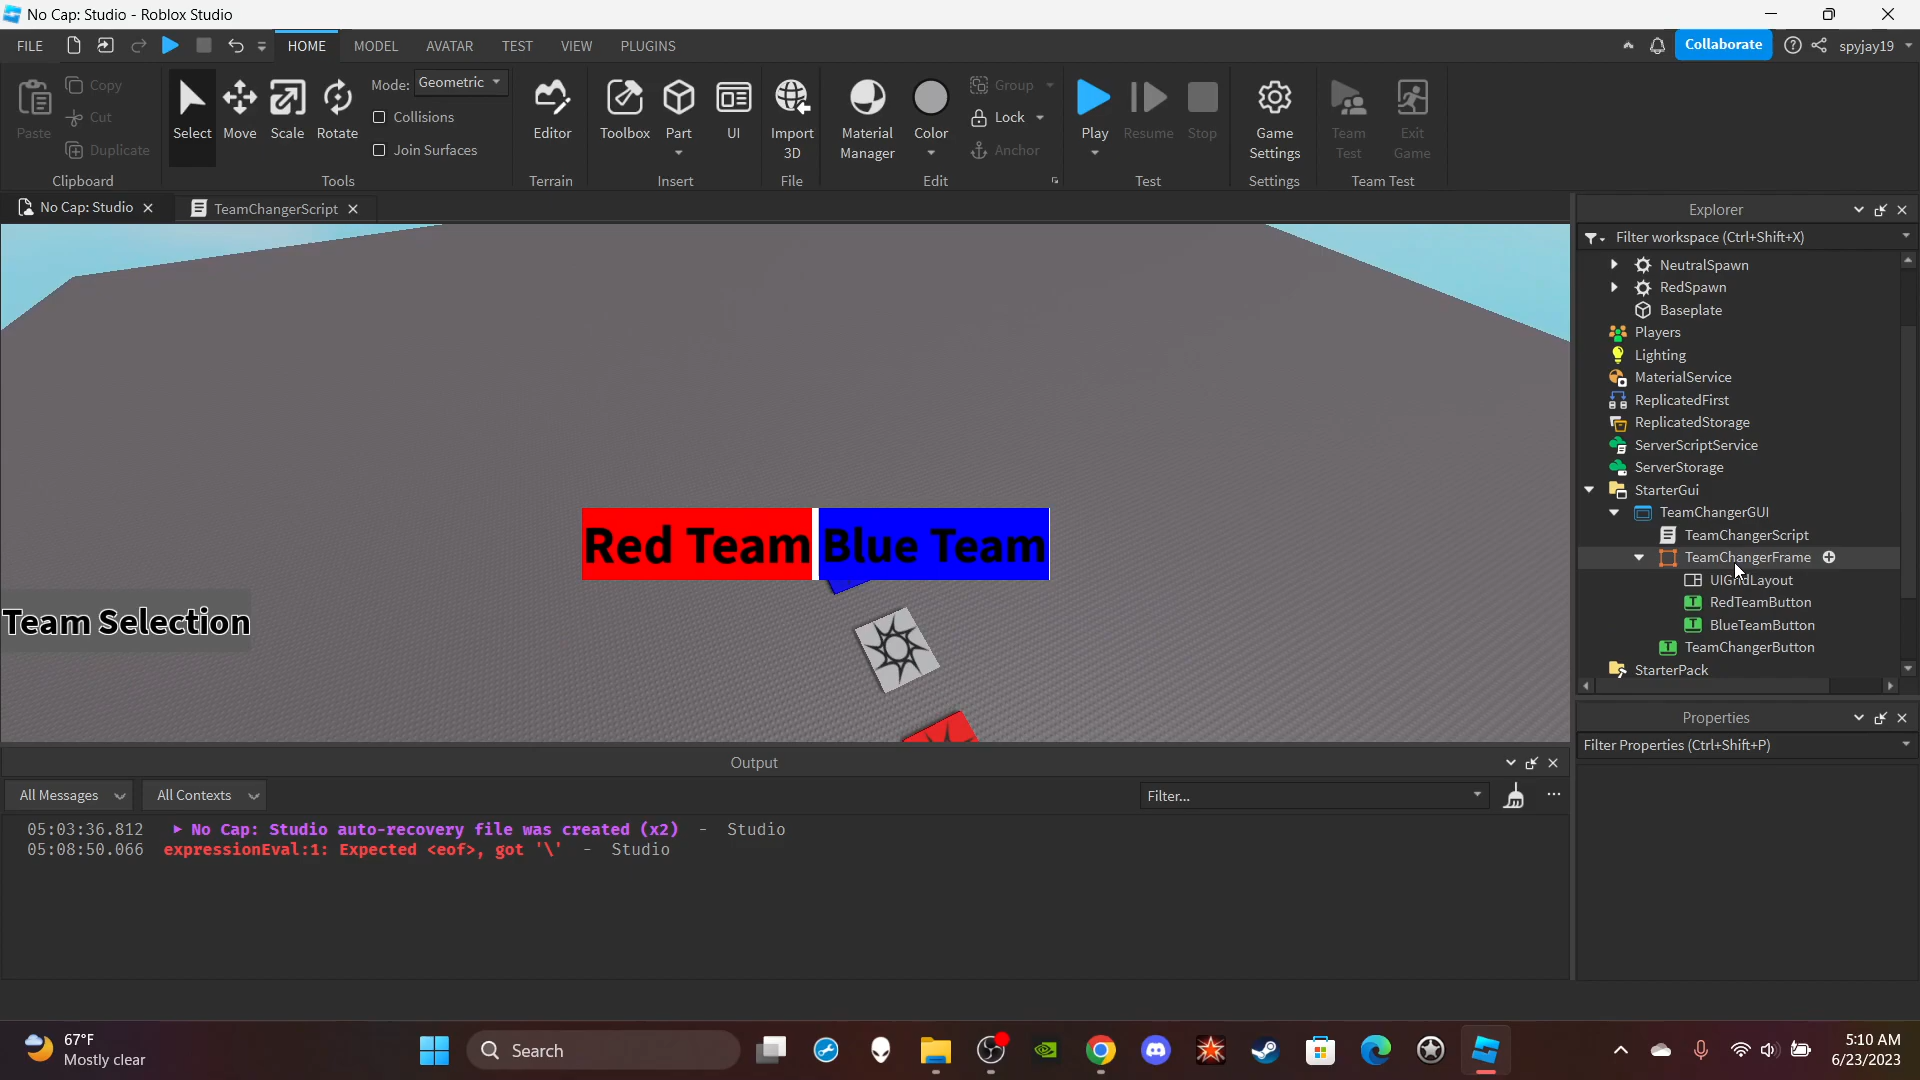 No Cap: Studio - Roblox Studio
FILE HOME MODEL AVATAR TEST VIEW PLUGINS Collaborate spyjay19
Paste Copy Cut Duplicate Clipboard
Select Move Scale Rotate Mode: Geometric Collisions Join Surfaces Tools
Editor Terrain
Toolbox Part UI Insert
Import 3D File
Material Manager Color Group Lock Anchor Edit
Play Resume Stop Test
Game Settings Settings
Team Test Exit Game Team Test
No Cap: Studio TeamChangerScript
Red Team Blue Team
Team Selection
Explorer
Filter workspace (Ctrl+Shift+X)
NeutralSpawn
RedSpawn
Baseplate
Players
Lighting
MaterialService
ReplicatedFirst
ReplicatedStorage
ServerScriptService
ServerStorage
StarterGui
TeamChangerGUI
TeamChangerScript
TeamChangerFrame
UIGridLayout
RedTeamButton
BlueTeamButton
TeamChangerButton
StarterPack
Properties
Filter Properties (Ctrl+Shift+P)
Output
All Messages All Contexts Filter...
05:03:36.812 No Cap: Studio auto-recovery file was created (x2) - Studio
05:08:50.066 expressionEval:1: Expected <eof>, got '\' - Studio
67°F
Mostly clear
Search
5:10 AM
6/23/2023